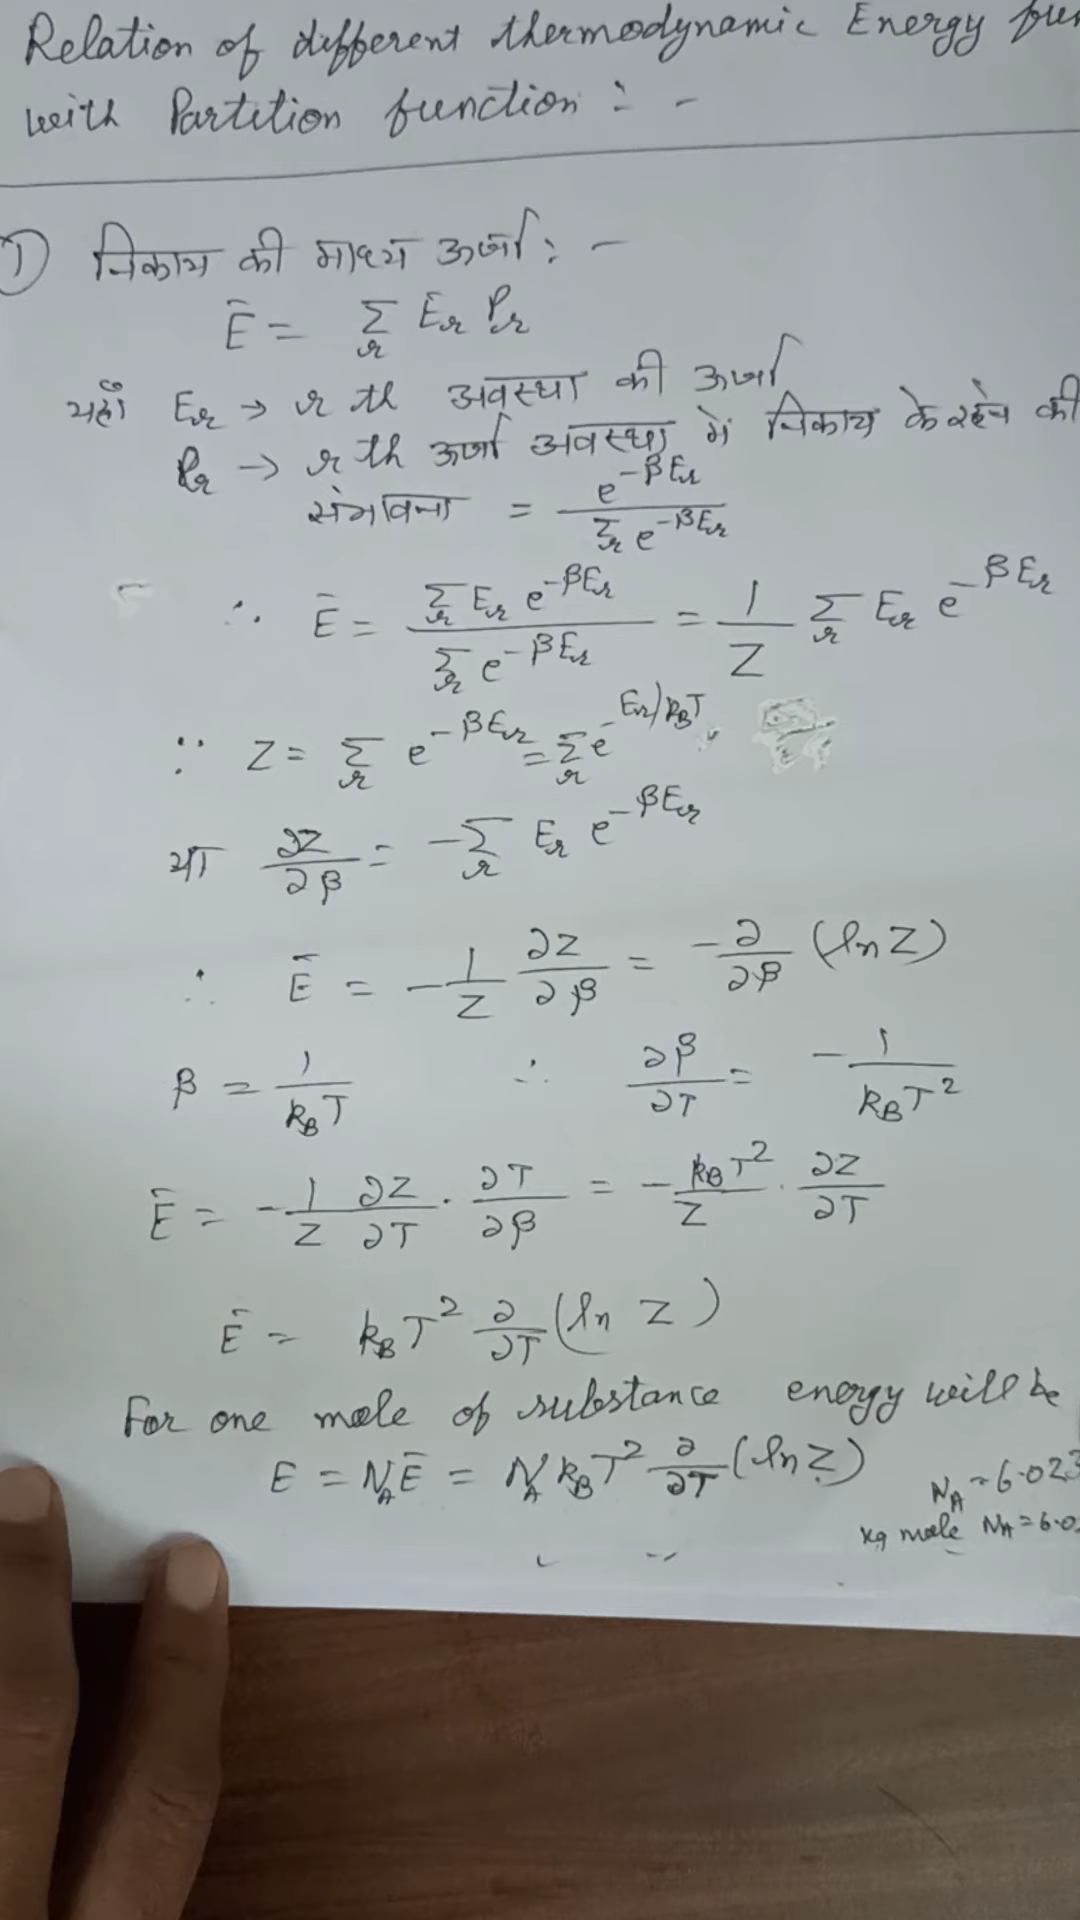 Relation of different thermodynamic Energy
with Partition function : -
1) निकाय की माध्य ऊर्जा : -
Ē = Σ_r E_r P_r
यहाँ E_r → r th अवस्था की ऊर्जा
P_r → r th ऊर्जा अवस्था में निकाय के रहने की
संभावना = e^{-βE_r} / Σ_r e^{-βE_r}
∴ Ē = Σ_r E_r e^{-βE_r} / Σ_r e^{-βE_r} = 1/Z Σ_r E_r e^{-βE_r}
∵ Z = Σ_r e^{-βE_r} = Σ_r e^{-E_r/k_BT}
या ∂Z/∂β = -Σ_r E_r e^{-βE_r}
∴ Ē = -1/Z ∂Z/∂β = -∂/∂β (ln Z)
β = 1/k_BT ∴ ∂β/∂T = -1/k_BT²
Ē = -1/Z ∂Z/∂T · ∂T/∂β = -k_BT²/Z · ∂Z/∂T
Ē = k_BT² ∂/∂T (ln Z)
For one mole of substance energy will be
E = N_A Ē = N_A k_BT² ∂/∂T (ln Z)
N_A = 6.023
kg mole N_A = 6.0